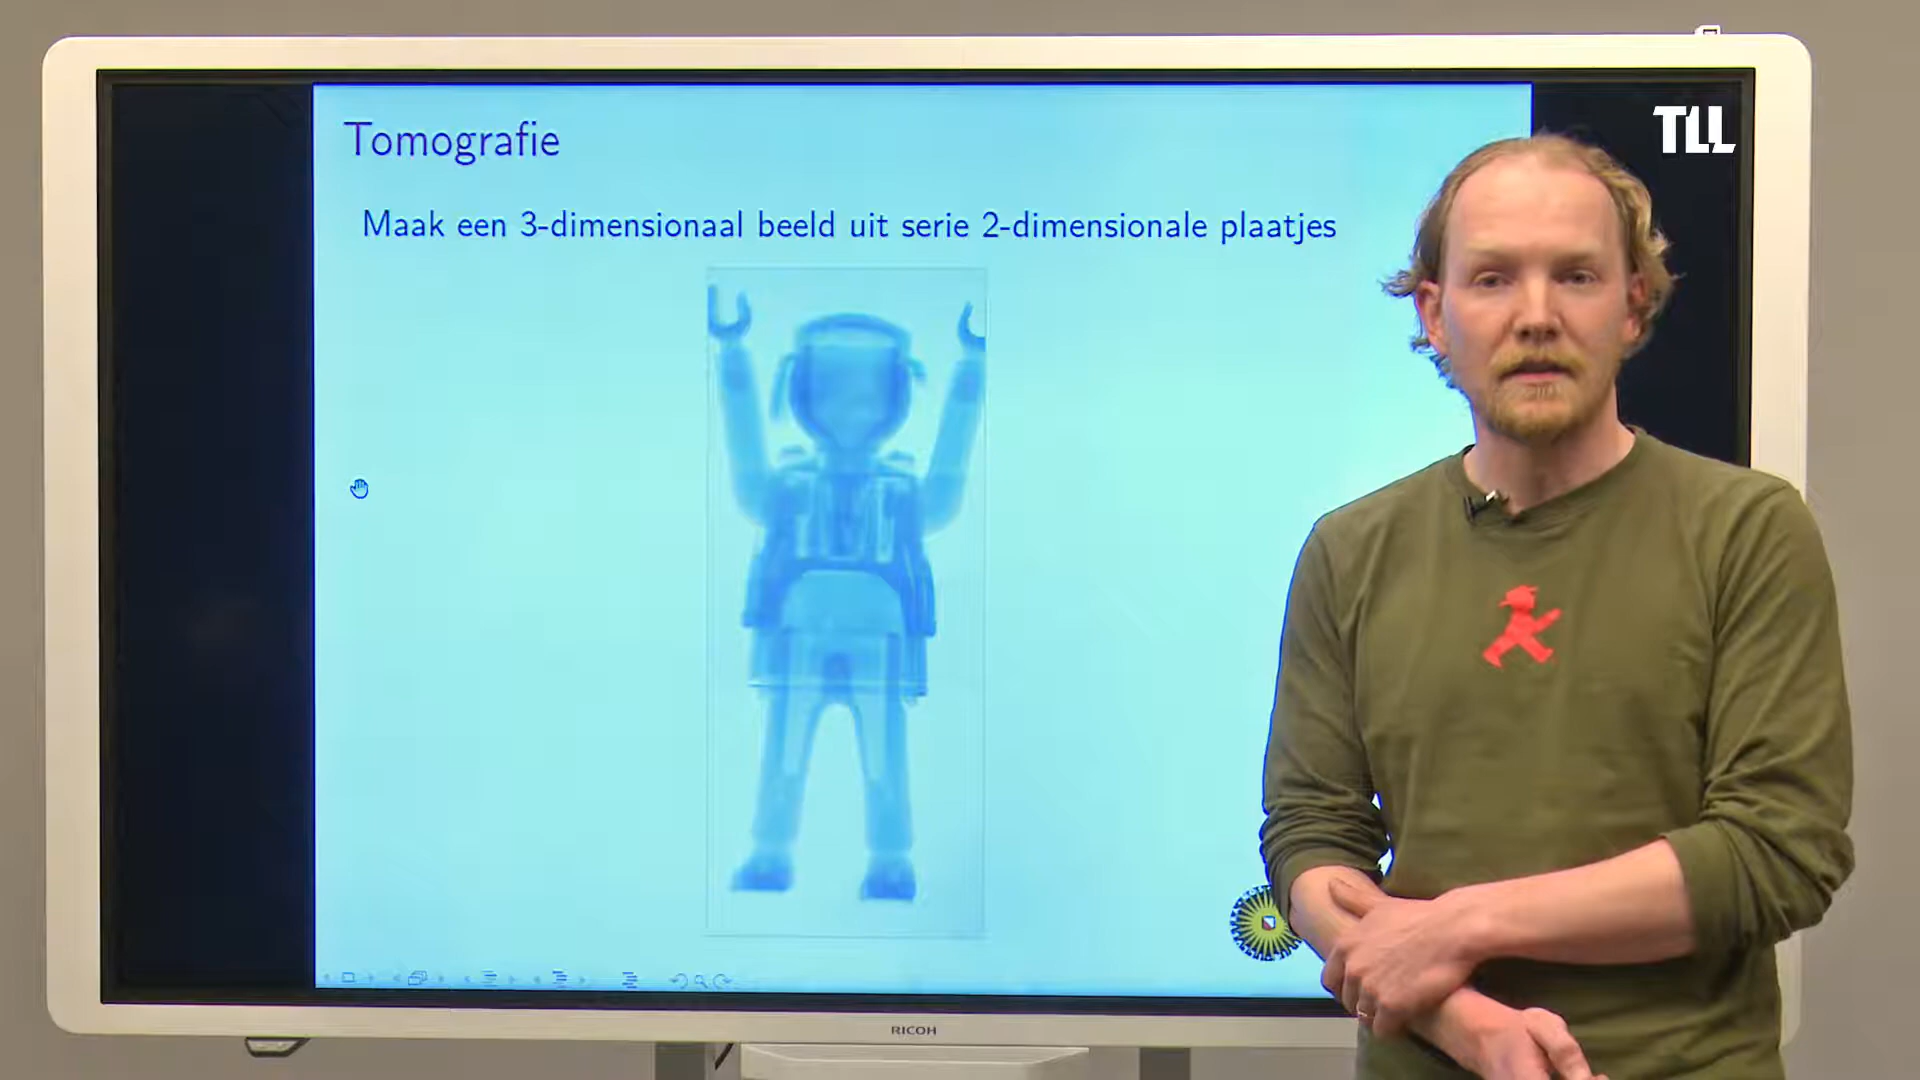 Tomografie
TLL
Maak een 3-dimensionaal beeld uit serie 2-dimensionale plaatjes
RICOH